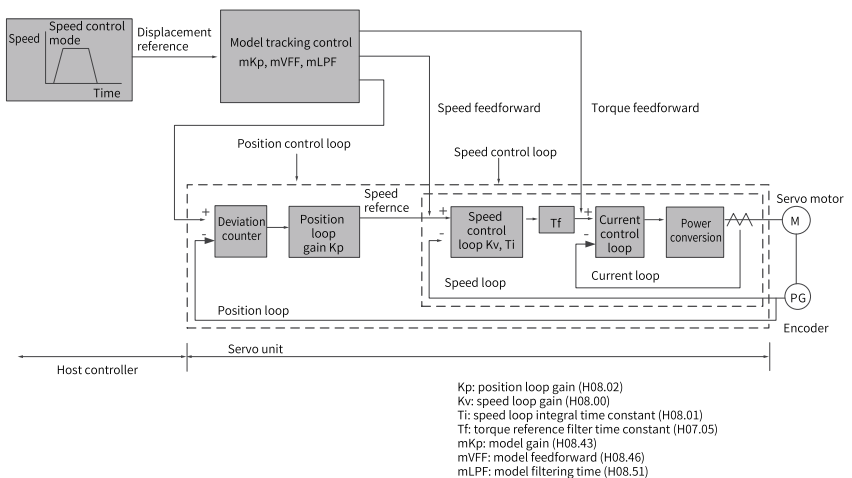 Speed control
mode
Speed
Time
Displacement
reference
Model tracking control
mKp, mVFF, mLPF
Speed feedforward
Torque feedforward
Position control loop
Speed control loop
Speed
refernce
Servo motor
+
-
Deviation
counter
Position
loop
gain Kp
+
-
Speed
control
loop Kv, Ti
Tf
+
-
Current
control
loop
Power
conversion
M
Current loop
Speed loop
PG
Position loop
Encoder
Servo unit
Host controller
Kp: position loop gain (H08.02)
Kv: speed loop gain (H08.00)
Ti: speed loop integral time constant (H08.01)
Tf: torque reference filter time constant (H07.05)
mKp: model gain (H08.43)
mVFF: model feedforward (H08.46)
mLPF: model filtering time (H08.51)